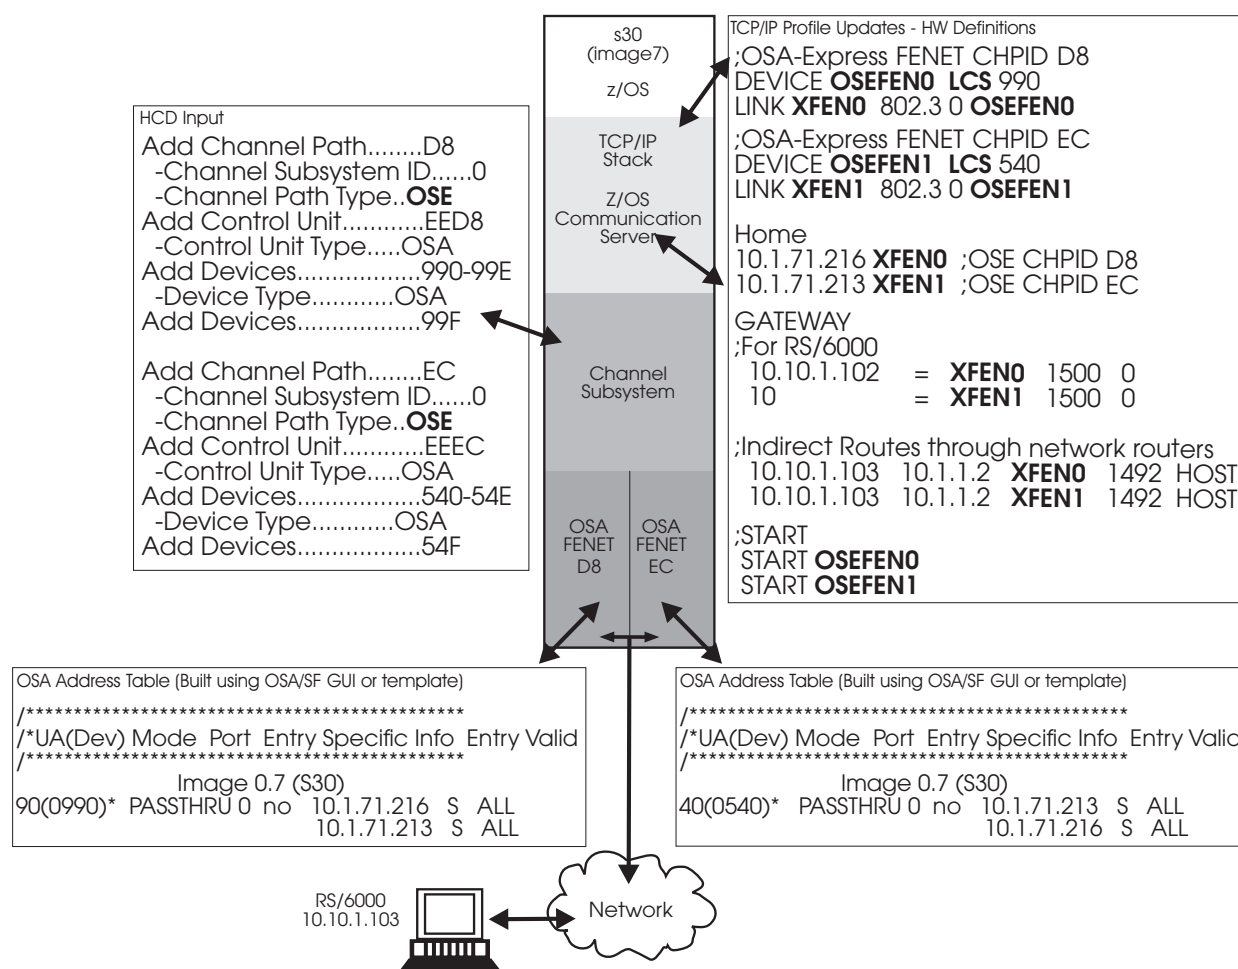 s30
(image7)
z/OS
TCP/IP
Stack
Z/OS
Communication
Server
Channel
Subsystem
OSA
FENET
D8
OSA
FENET
EC
HCD Input
Add Channel Path........D8
-Channel Subsystem ID......0
-Channel Path Type..OSE
Add Control Unit............EED8
-Control Unit Type.....OSA
Add Devices..................990-99E
-Device Type............OSA
Add Devices..................99F
Add Channel Path........EC
-Channel Subsystem ID......0
-Channel Path Type..OSE
Add Control Unit............EEEC
-Control Unit Type.....OSA
Add Devices..................540-54E
-Device Type............OSA
Add Devices..................54F
TCP/IP Profile Updates - HW Definitions
;OSA-Express FENET CHPID D8
DEVICE OSEFEN0 LCS 990
LINK XFEN0 802.3 0 OSEFEN0
;OSA-Express FENET CHPID EC
DEVICE OSEFEN1 LCS 540
LINK XFEN1 802.3 0 OSEFEN1
Home
10.1.71.216 XFEN0 ;OSE CHPID D8
10.1.71.213 XFEN1 ;OSE CHPID EC
GATEWAY
;For RS/6000
10.10.1.102 = XFEN0 1500 0
10 = XFEN1 1500 0
;Indirect Routes through network routers
10.10.1.103 10.1.1.2 XFEN0 1492 HOST
10.10.1.103 10.1.1.2 XFEN1 1492 HOST
;START
START OSEFEN0
START OSEFEN1
OSA Address Table (Built using OSA/SF GUI or template)
/**********************************************
/*UA(Dev) Mode Port Entry Specific Info Entry Valid
/**********************************************
Image 0.7 (S30)
90(0990)* PASSTHRU 0 no 10.1.71.216 S ALL
10.1.71.213 S ALL
OSA Address Table (Built using OSA/SF GUI or template)
/**********************************************
/*UA(Dev) Mode Port Entry Specific Info Entry Valid
/**********************************************
Image 0.7 (S30)
40(0540)* PASSTHRU 0 no 10.1.71.213 S ALL
10.1.71.216 S ALL
RS/6000
10.10.1.103
Network